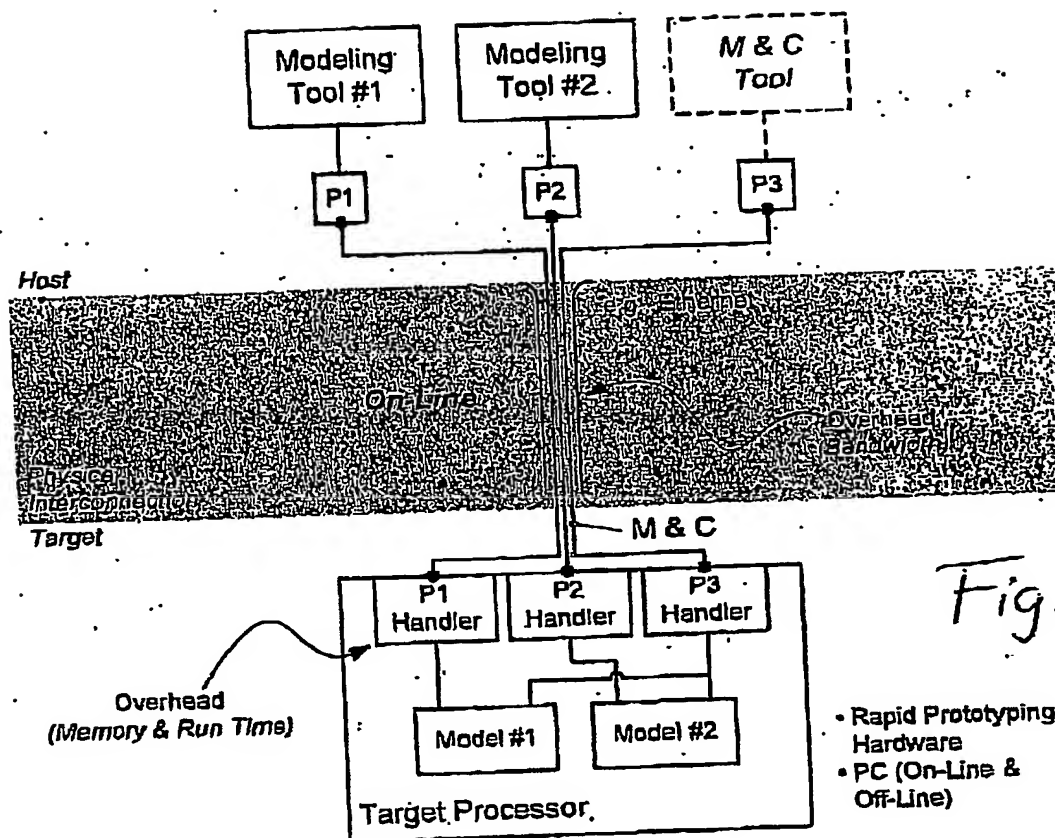 Modeling
Tool #1
Modeling
Tool #2
M & C
Tool
P1
P2
P3
Host
Ethernet
On-Line
Overhead
Bandwidth
Physical
Interconnection
Target
M & C
P1
Handler
P2
Handler
P3
Handler
Fig.
Overhead
(Memory & Run Time)
Model #1
Model #2
• Rapid Prototyping
Hardware
• PC (On-Line &
Off-Line)
Target Processor